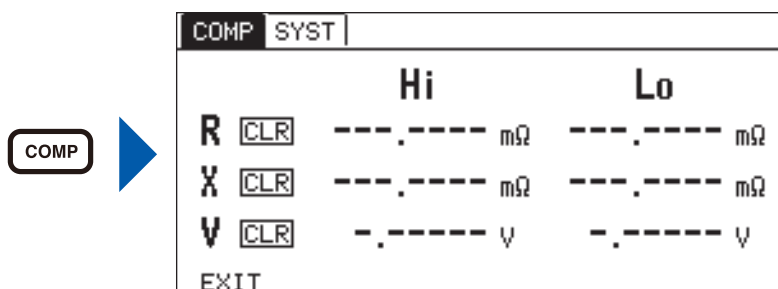 COMP SYST
Hi Lo
COMP
R CLR ---.---- mΩ ---.---- mΩ
X CLR ---.---- mΩ ---.---- mΩ
V CLR -.----- V -.----- V
EXIT